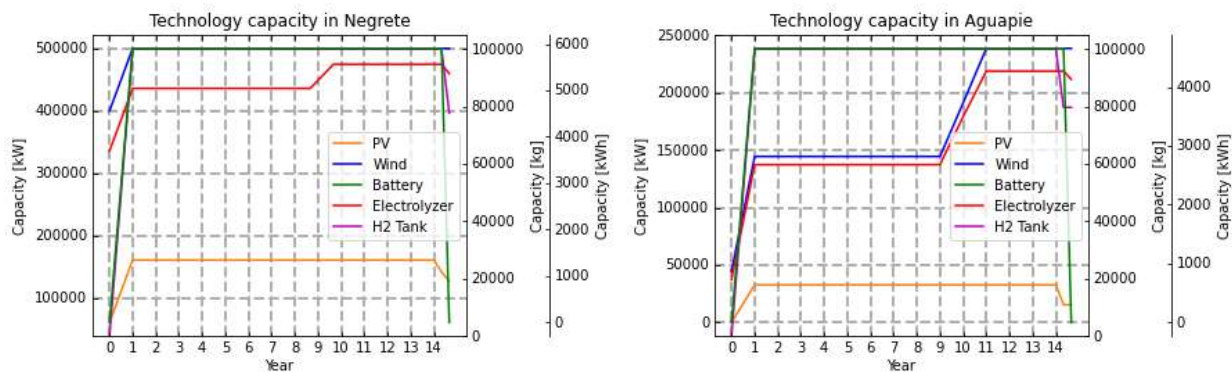 Technology capacity in Negrete
500000
400000
300000
200000
100000
Capacity [kW]
0 1 2 3 4 5 6 7 8 9 10 11 12 13 14
Year
PV
Wind
Battery
Electrolyzer
H2 Tank
100000
80000
60000
40000
20000
0
Capacity [kg]
6000
5000
4000
3000
2000
1000
0
Capacity [kWh]
Technology capacity in Aguapie
250000
200000
150000
100000
50000
0
Capacity [kW]
0 1 2 3 4 5 6 7 8 9 10 11 12 13 14
Year
PV
Wind
Battery
Electrolyzer
H2 Tank
100000
80000
60000
40000
20000
0
Capacity [kg]
4000
3000
2000
1000
0
Capacity [kWh]